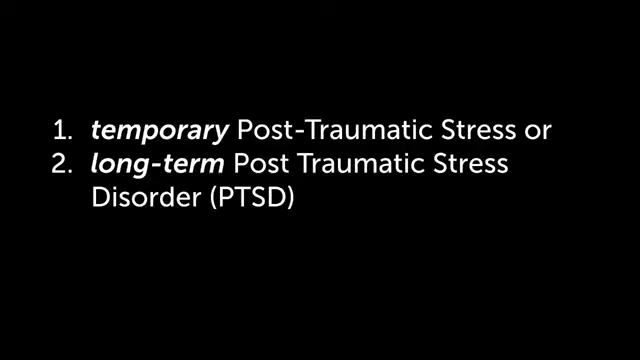 1. temporary Post-Traumatic Stress or
2. long-term Post Traumatic Stress
Disorder (PTSD)